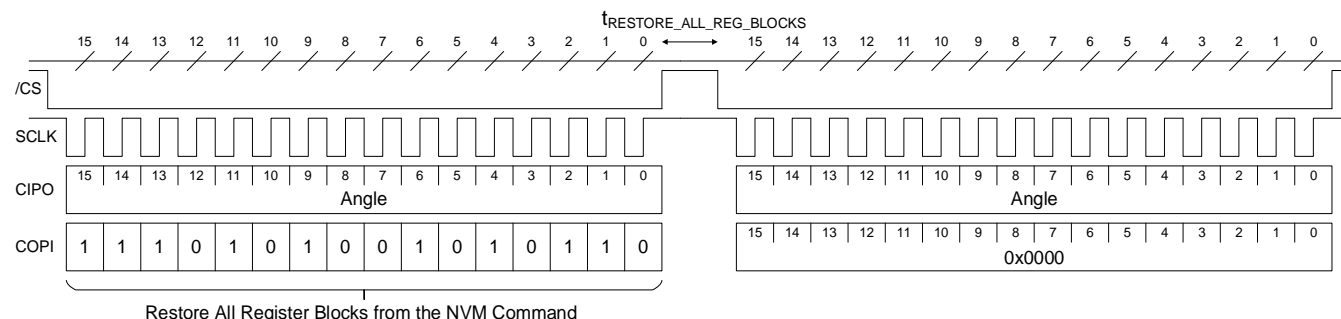 tRESTORE_ALL_REG_BLOCKS
15 14 13 12 11 10 9 8 7 6 5 4 3 2 1 0 15 14 13 12 11 10 9 8 7 6 5 4 3 2 1 0
/CS
SCLK
CIPO 15 14 13 12 11 10 9 8 7 6 5 4 3 2 1 0 15 14 13 12 11 10 9 8 7 6 5 4 3 2 1 0
Angle Angle
COPI 1 1 1 0 1 0 1 0 0 1 0 1 0 1 1 0 15 14 13 12 11 10 9 8 7 6 5 4 3 2 1 0
0x0000
Restore All Register Blocks from the NVM Command